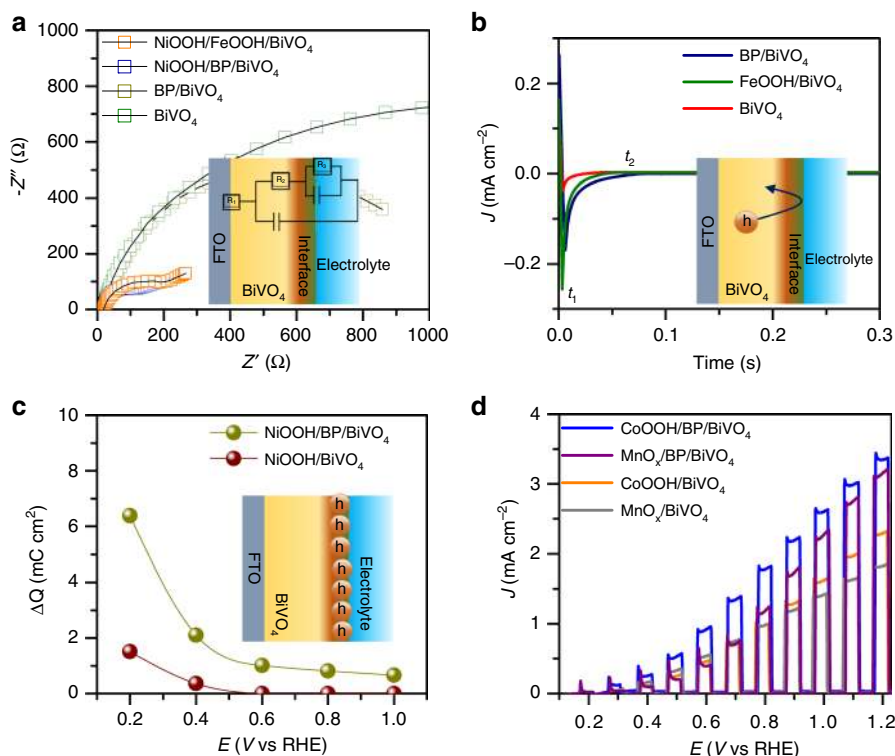 a
1000
800
600
400
200
0
-Z″ (Ω)
NiOOH/FeOOH/BiVO₄
NiOOH/BP/BiVO₄
BP/BiVO₄
BiVO₄
R₁
R₂
R₃
FTO
BiVO₄
Interface
Electrolyte
0 200 400 600 800 1000
Z′ (Ω)
b
0.2
0.0
−0.2
J (mA cm⁻²)
BP/BiVO₄
FeOOH/BiVO₄
BiVO₄
t₂
t₁
h
FTO
BiVO₄
Interface
Electrolyte
0.0 0.1 0.2 0.3
Time (s)
c
10
8
6
4
2
0
ΔQ (mC cm²)
NiOOH/BP/BiVO₄
NiOOH/BiVO₄
FTO
BiVO₄
h
h
h
h
h
h
h
Electrolyte
0.2 0.4 0.6 0.8 1.0
E (V vs RHE)
d
4
3
2
1
0
J (mA cm⁻²)
CoOOH/BP/BiVO₄
MnOₓ/BP/BiVO₄
CoOOH/BiVO₄
MnOₓ/BiVO₄
0.2 0.4 0.6 0.8 1.0 1.2
E (V vs RHE)